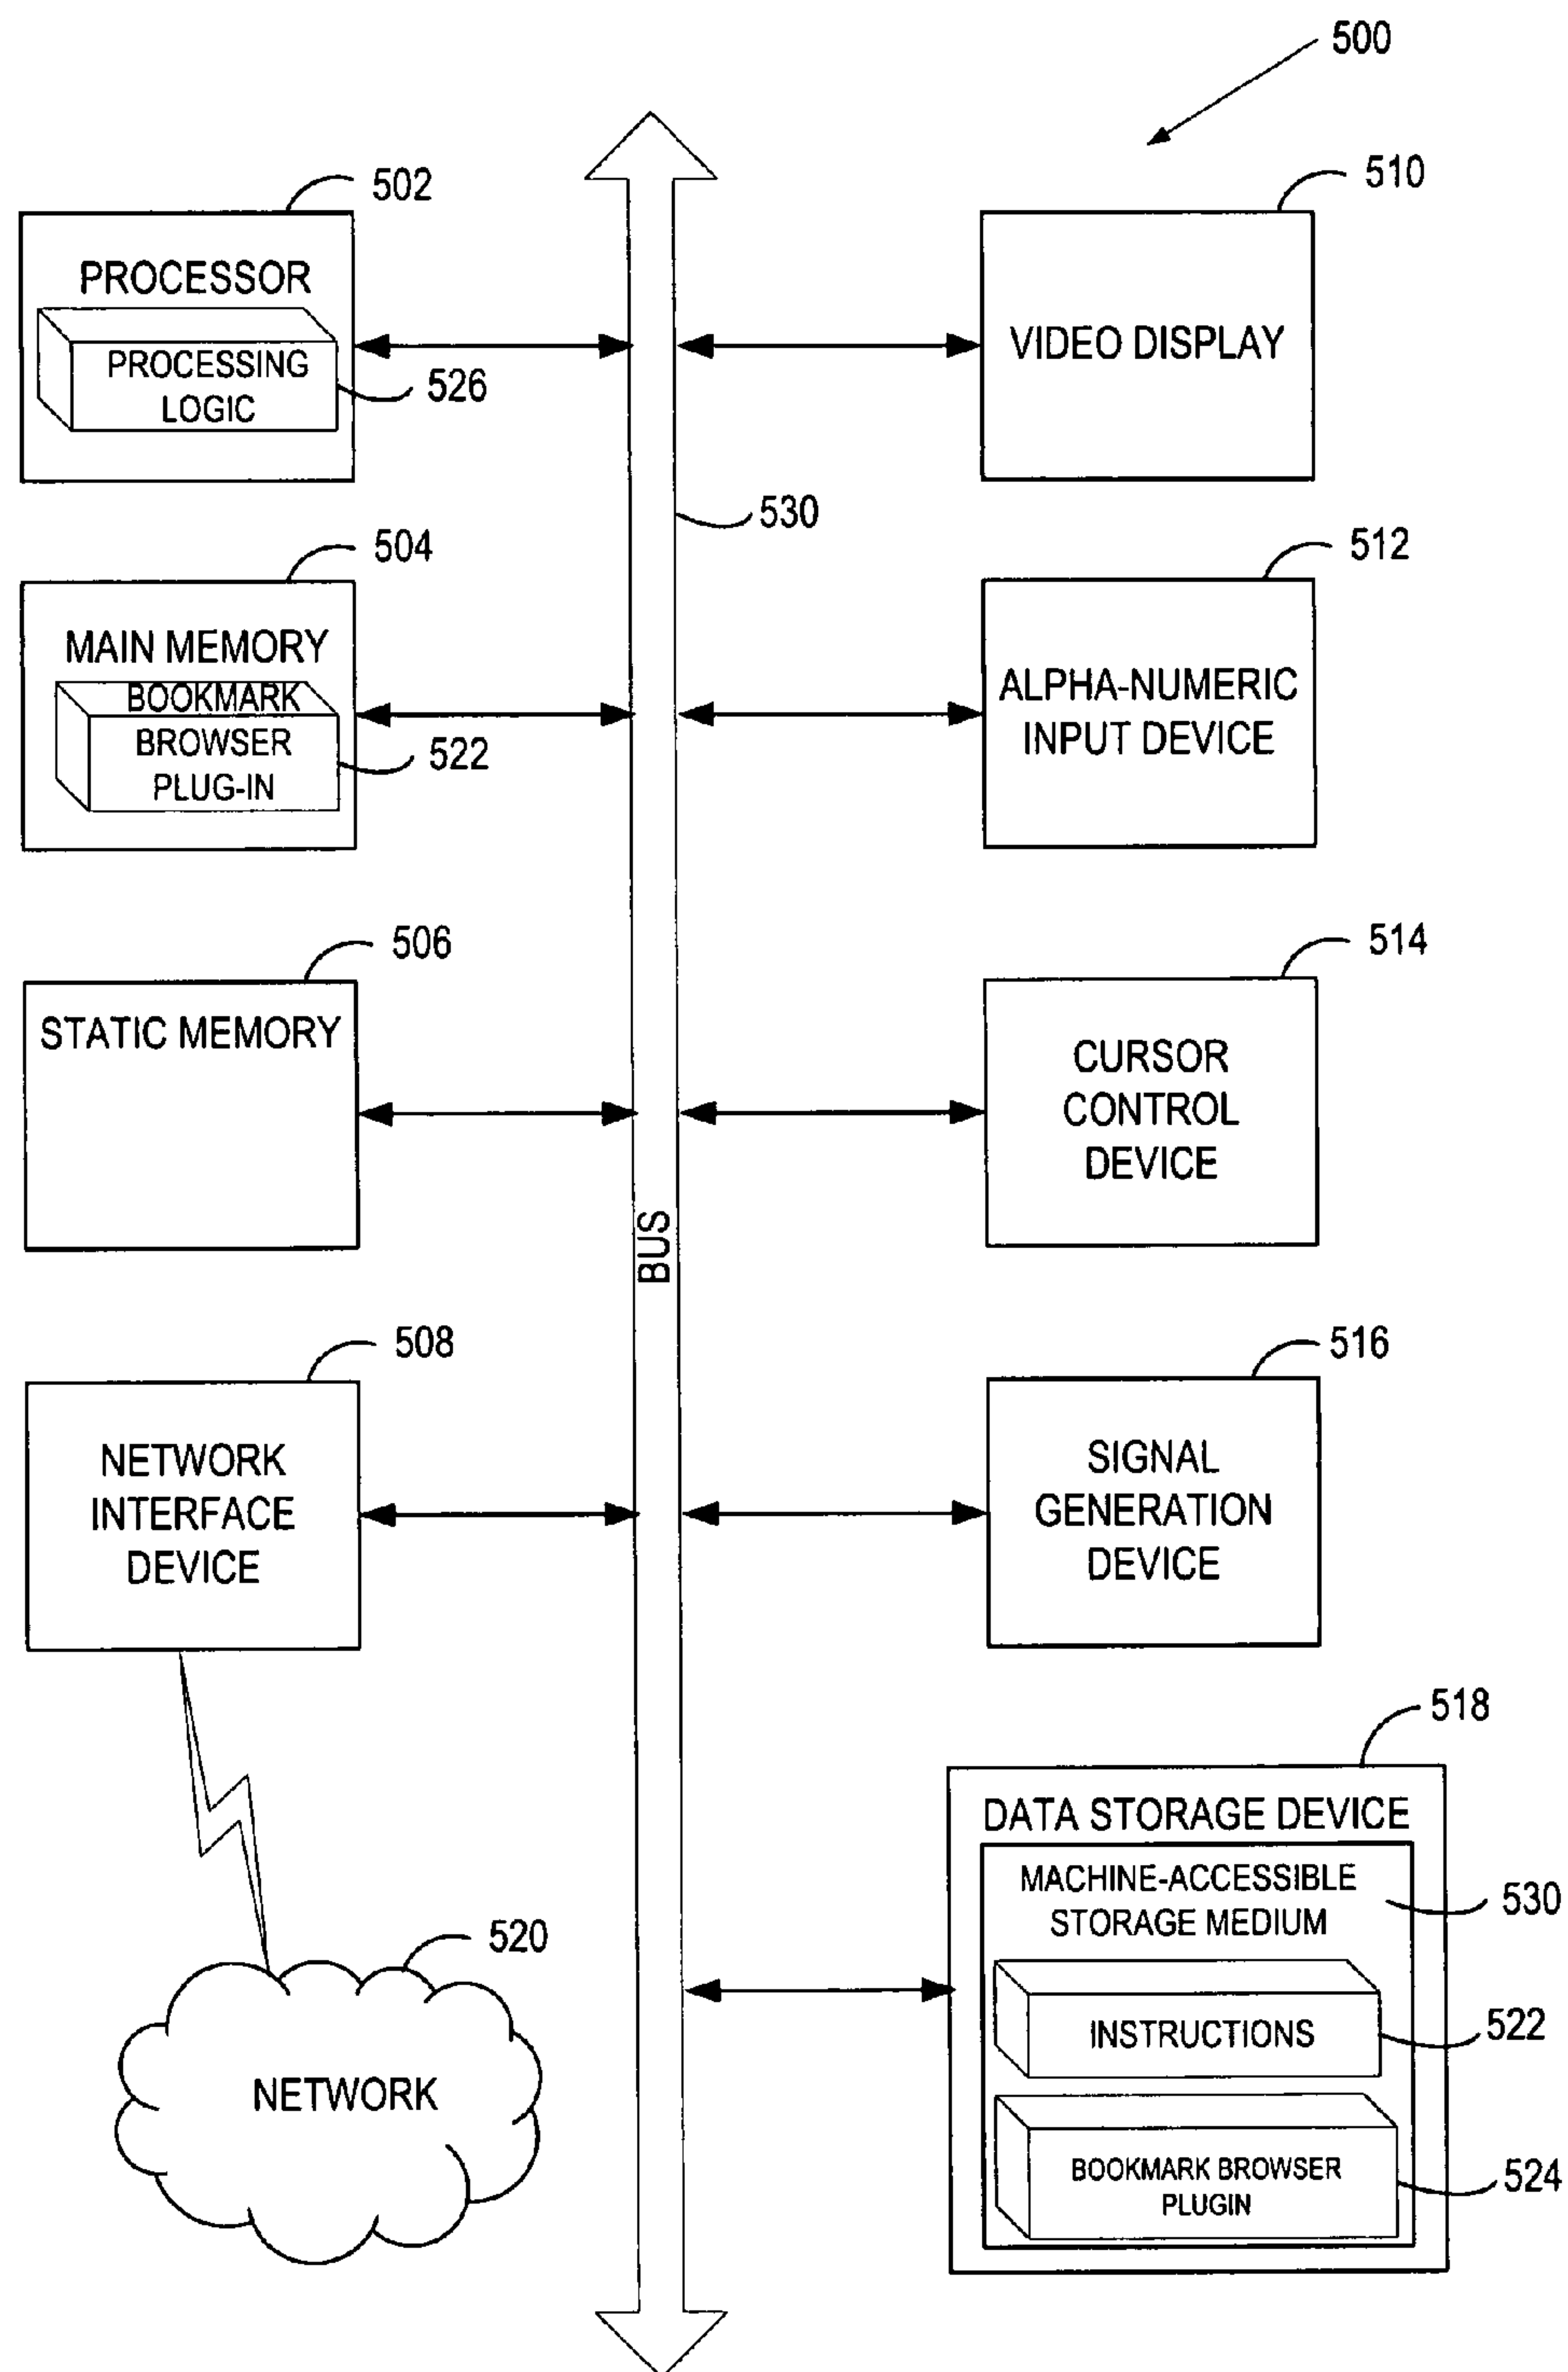 500
502
PROCESSOR
PROCESSING
LOGIC
526
510
VIDEO DISPLAY
530
504
MAIN MEMORY
BOOKMARK
BROWSER
PLUG-IN
522
512
ALPHA-NUMERIC
INPUT DEVICE
506
STATIC MEMORY
514
CURSOR
CONTROL
DEVICE
BUS
508
NETWORK
INTERFACE
DEVICE
516
SIGNAL
GENERATION
DEVICE
520
NETWORK
518
DATA STORAGE DEVICE
MACHINE-ACCESSIBLE
STORAGE MEDIUM
530
INSTRUCTIONS
522
BOOKMARK BROWSER
PLUGIN
524